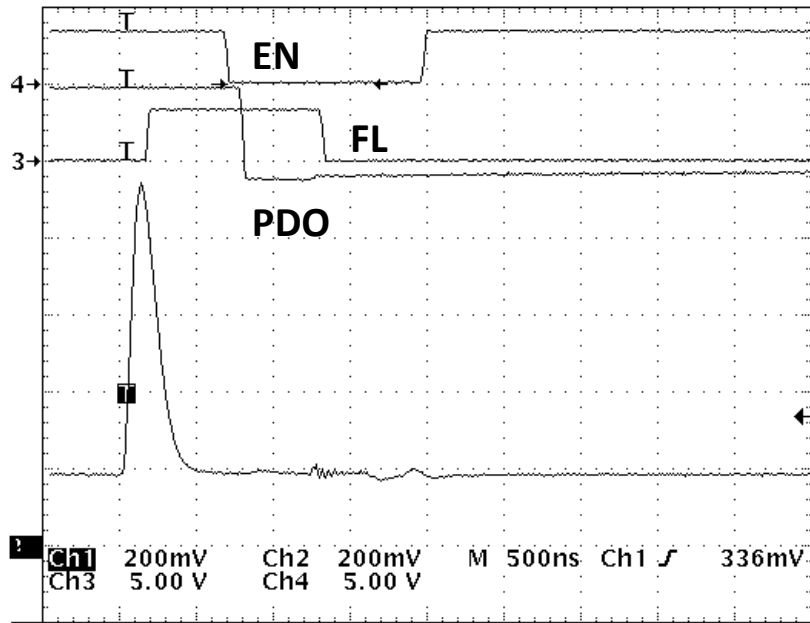 T
EN
T
4
FL
T
3
PDO
T
Ch1 200mV Ch2 200mV M 500ns Ch1 336mV
Ch3 5.00 V Ch4 5.00 V